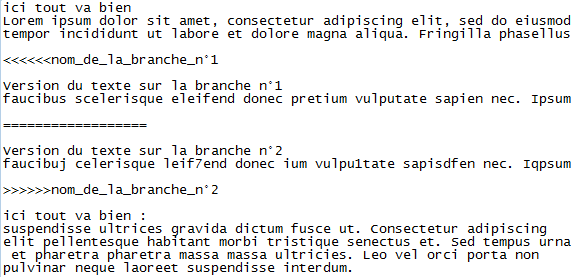 ici tout va bien
Lorem ipsum dolor sit amet, consectetur adipiscing elit, sed do eiusmod
tempor incididunt ut labore et dolore magna aliqua. Fringilla phasellus
<<<<<<nom_de_la_branche_n°1
Version du texte sur la branche n°1
faucibus scelerisque eleifend donec pretium vulputate sapien nec. Ipsum
==================
Version du texte sur la branche n°2
faucibuj celerisque leif7end donec ium vulpu1tate sapisdfen nec. Iqpsum
>>>>>>nom_de_la_branche_n°2
ici tout va bien :
suspendisse ultrices gravida dictum fusce ut. Consectetur adipiscing
elit pellentesque habitant morbi tristique senectus et. Sed tempus urna
et pharetra pharetra massa massa ultricies. Leo vel orci porta non
pulvinar neque laoreet suspendisse interdum.